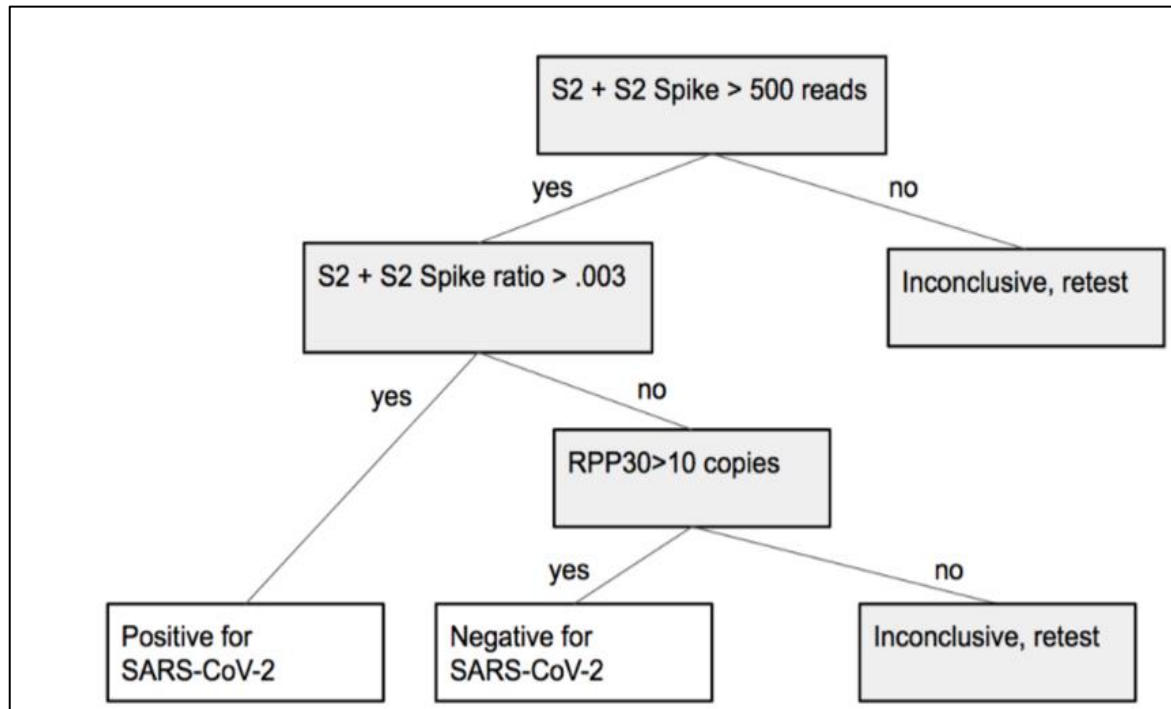 S2 + S2 Spike > 500 reads
yes
no
S2 + S2 Spike ratio > .003
Inconclusive, retest
yes
no
RPP30>10 copies
yes
no
Positive for
SARS-CoV-2
Negative for
SARS-CoV-2
Inconclusive, retest